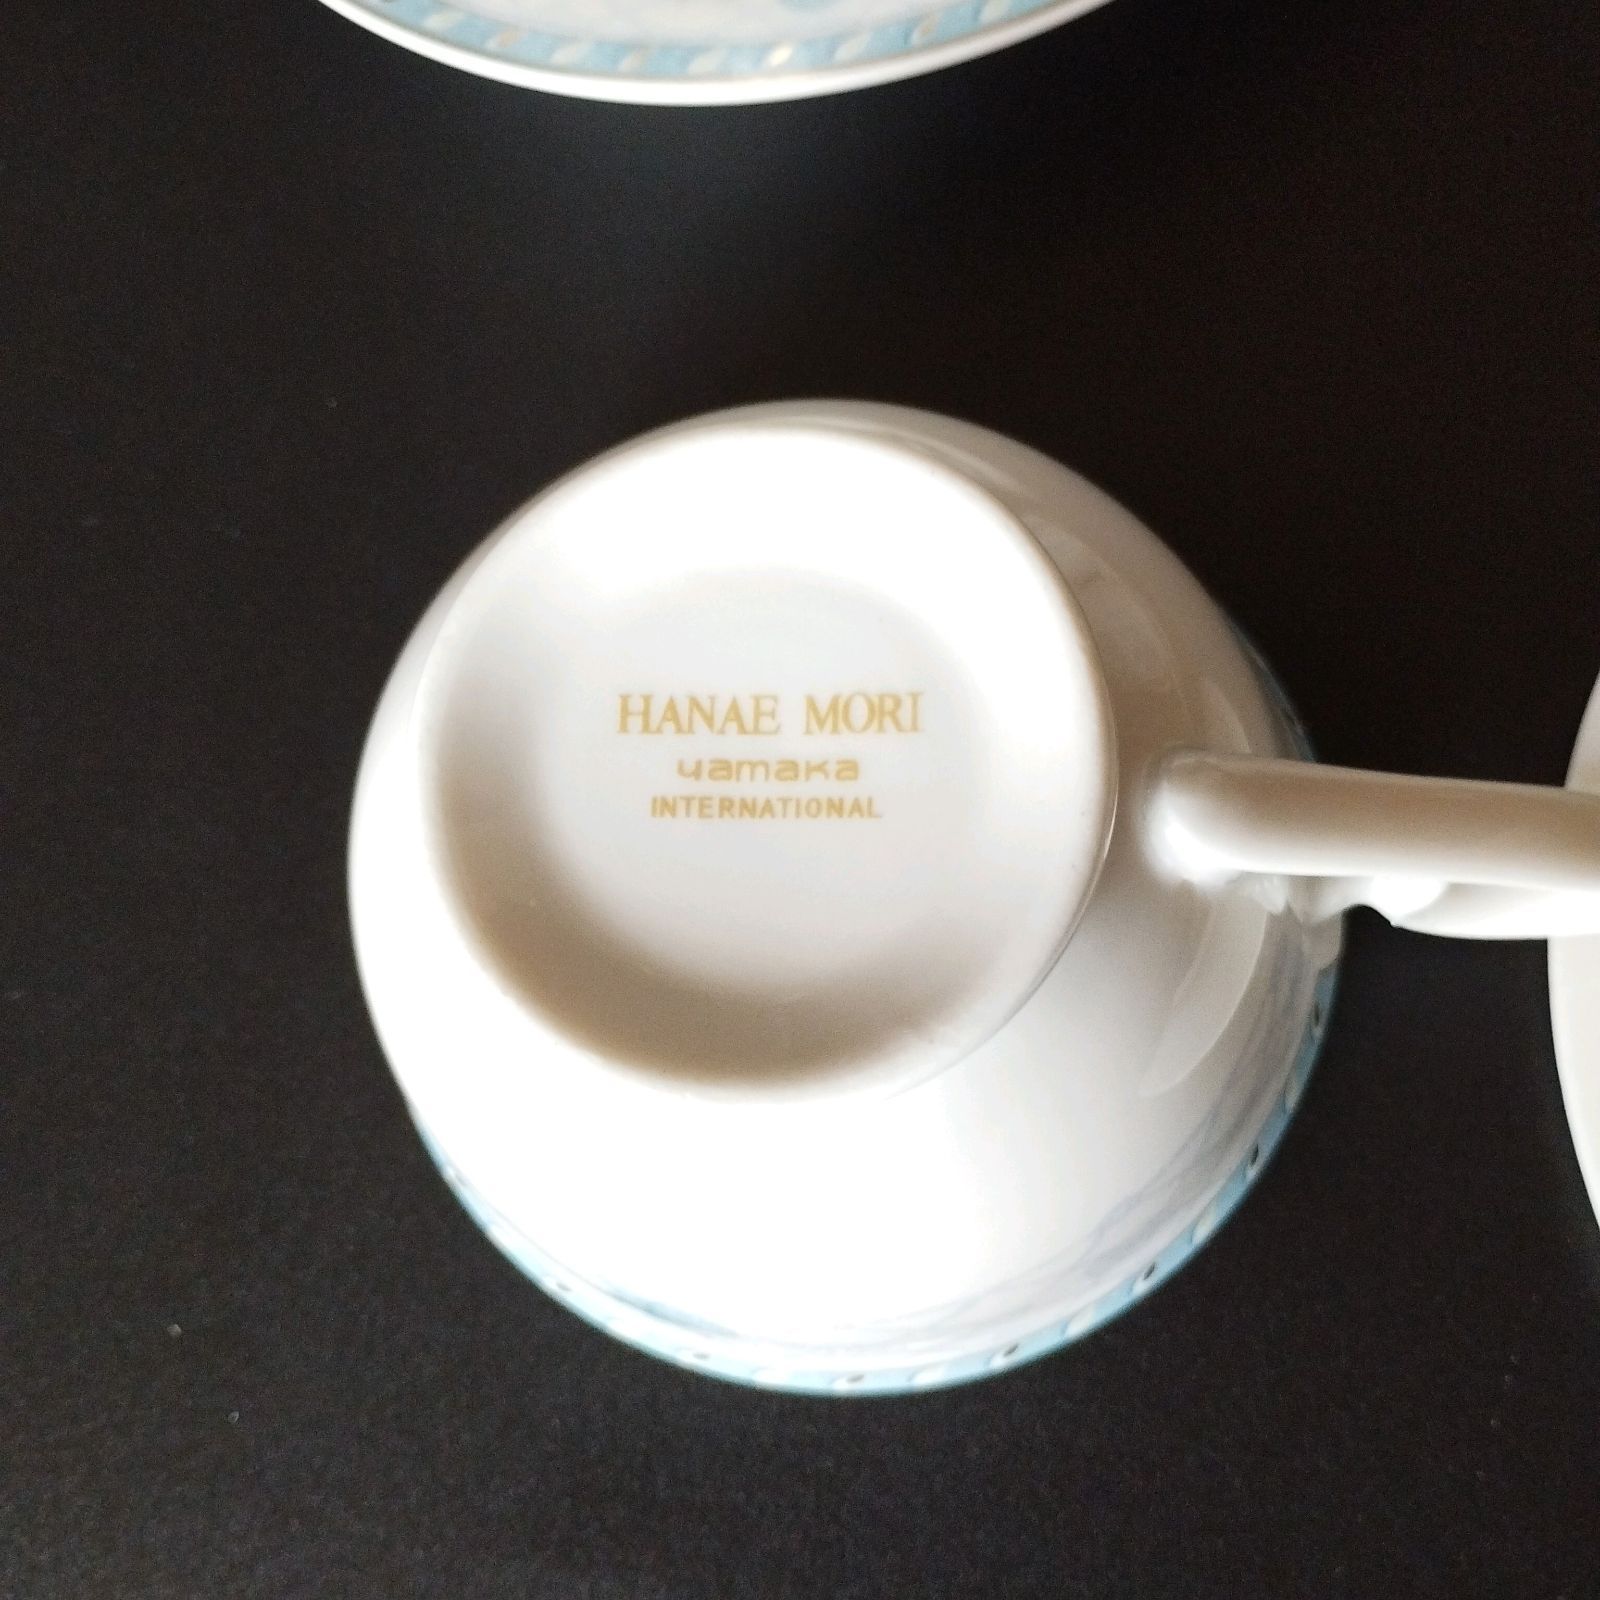 HANAE MORI
yamaka
INTERNATIONAL